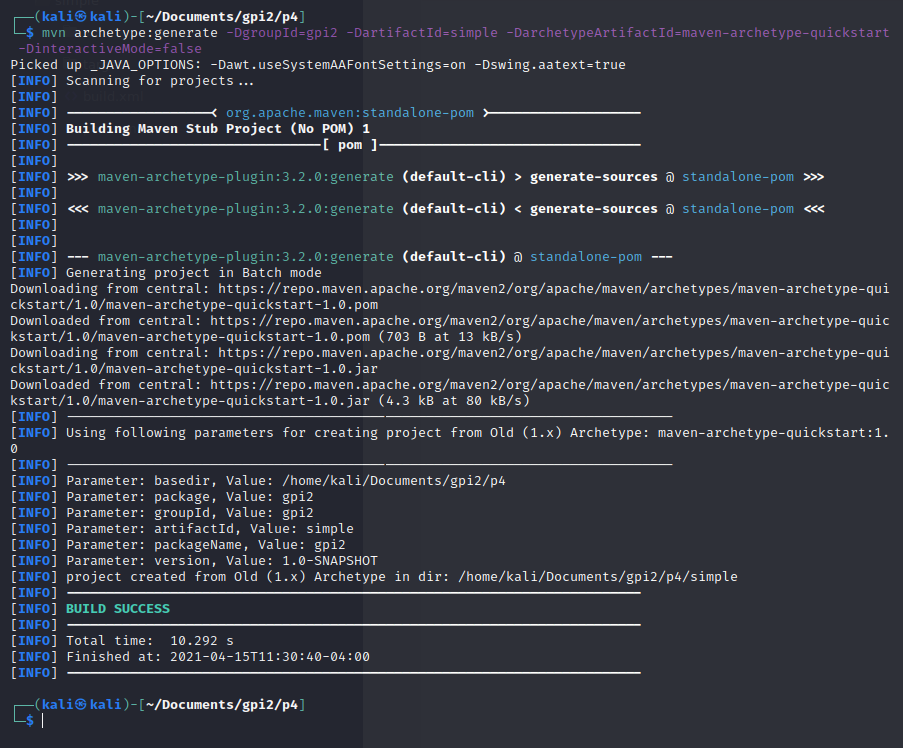 ┌──(kali㉿kali)-[~/Documents/gpi2/p4]
└─$ mvn archetype:generate -DgroupId=gpi2 -DartifactId=simple -DarchetypeArtifactId=maven-archetype-quickstart
-DinteractiveMode=false
Picked up _JAVA_OPTIONS: -Dawt.useSystemAAFontSettings=on -Dswing.aatext=true
[INFO] Scanning for projects...
[INFO]
[INFO] ------------------< org.apache.maven:standalone-pom >-------------------
[INFO] Building Maven Stub Project (No POM) 1
[INFO] --------------------------------[ pom ]---------------------------------
[INFO]
[INFO] >>> maven-archetype-plugin:3.2.0:generate (default-cli) > generate-sources @ standalone-pom >>>
[INFO]
[INFO] <<< maven-archetype-plugin:3.2.0:generate (default-cli) < generate-sources @ standalone-pom <<<
[INFO]
[INFO]
[INFO] --- maven-archetype-plugin:3.2.0:generate (default-cli) @ standalone-pom ---
[INFO] Generating project in Batch mode
Downloading from central: https://repo.maven.apache.org/maven2/org/apache/maven/archetypes/maven-archetype-qui
ckstart/1.0/maven-archetype-quickstart-1.0.pom
Downloaded from central: https://repo.maven.apache.org/maven2/org/apache/maven/archetypes/maven-archetype-quic
kstart/1.0/maven-archetype-quickstart-1.0.pom (703 B at 13 kB/s)
Downloading from central: https://repo.maven.apache.org/maven2/org/apache/maven/archetypes/maven-archetype-qui
ckstart/1.0/maven-archetype-quickstart-1.0.jar
Downloaded from central: https://repo.maven.apache.org/maven2/org/apache/maven/archetypes/maven-archetype-quic
kstart/1.0/maven-archetype-quickstart-1.0.jar (4.3 kB at 80 kB/s)
[INFO] ----------------------------------------------------------------------------
[INFO] Using following parameters for creating project from Old (1.x) Archetype: maven-archetype-quickstart:1.
0
[INFO] ----------------------------------------------------------------------------
[INFO] Parameter: basedir, Value: /home/kali/Documents/gpi2/p4
[INFO] Parameter: package, Value: gpi2
[INFO] Parameter: groupId, Value: gpi2
[INFO] Parameter: artifactId, Value: simple
[INFO] Parameter: packageName, Value: gpi2
[INFO] Parameter: version, Value: 1.0-SNAPSHOT
[INFO] project created from Old (1.x) Archetype in dir: /home/kali/Documents/gpi2/p4/simple
[INFO] ------------------------------------------------------------------------
[INFO] BUILD SUCCESS
[INFO] ------------------------------------------------------------------------
[INFO] Total time:  10.292 s
[INFO] Finished at: 2021-04-15T11:30:40-04:00
[INFO] ------------------------------------------------------------------------
┌──(kali㉿kali)-[~/Documents/gpi2/p4]
└─$